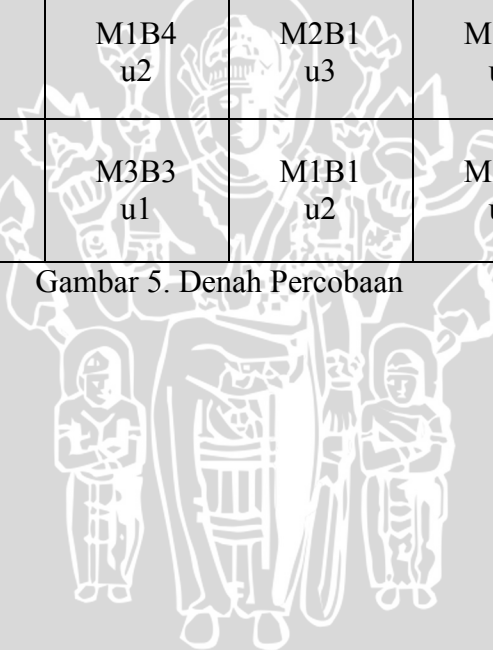 M1B4 M2B1 M
u2 u3
M3B3 M1B1 M
u1 u2
Gambar 5. Denah Percobaan